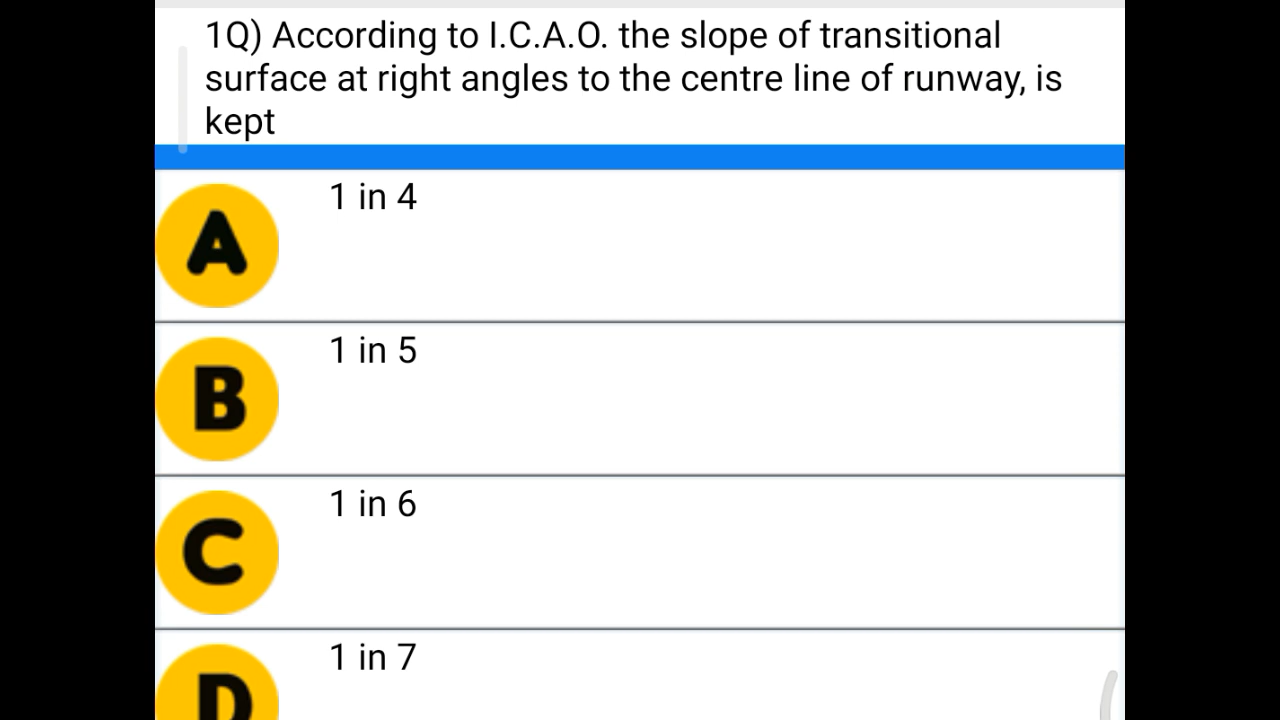 1Q) According to I.C.A.O. the slope of transitional
surface at right angles to the centre line of runway, is
kept
A 1 in 4
B 1 in 5
C 1 in 6
D 1 in 7